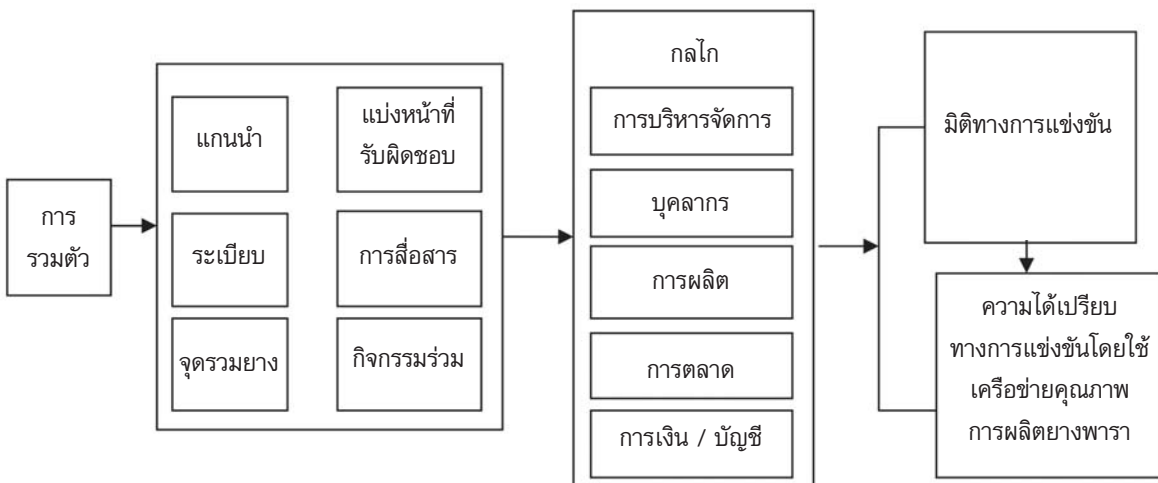 การ
รวมตัว
แกนนำ
แบ่งหน้าที่
รับผิดชอบ
ระเบียบ
การสื่อสาร
จุดรวมยาง
กิจกรรมร่วม
กลไก
การบริหารจัดการ
บุคลากร
การผลิต
การตลาด
การเงิน / บัญชี
มิติทางการแข่งขัน
ความได้เปรียบ
ทางการแข่งขันโดยใช้
เครือข่ายคุณภาพ
การผลิตยางพารา